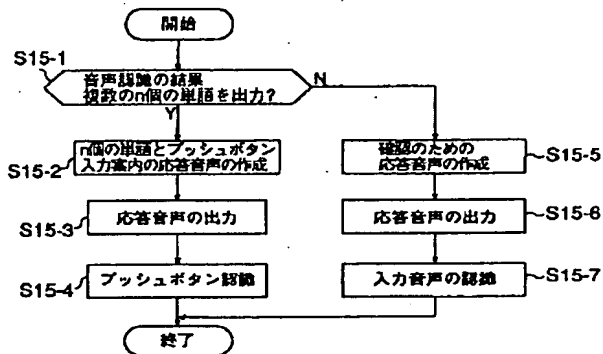 開始
S15-1
音声認識の結果
複数のn個の単語を出力?
N
Y
n個の単語とプッシュボタン
入力案内の応答音声の作成
S15-2
確認のための
応答音声の作成
S15-5
応答音声の出力
S15-3
応答音声の出力
S15-6
プッシュボタン認識
S15-4
入力音声の認識
S15-7
終了